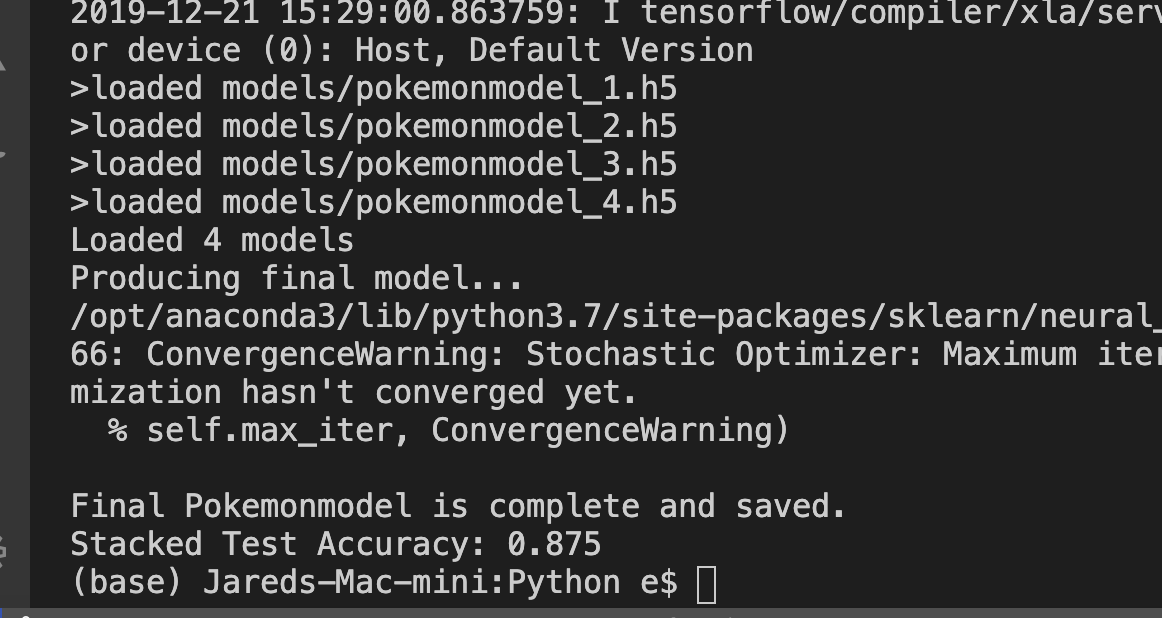 2019-12-21 15:29:00.863759: I tensorflow/compiler/xla/serv
or device (0): Host, Default Version
>loaded models/pokemonmodel_1.h5
>loaded models/pokemonmodel_2.h5
>loaded models/pokemonmodel_3.h5
>loaded models/pokemonmodel_4.h5
Loaded 4 models
Producing final model...
/opt/anaconda3/lib/python3.7/site-packages/sklearn/neural_
66: ConvergenceWarning: Stochastic Optimizer: Maximum iter
mization hasn't converged yet.
% self.max_iter, ConvergenceWarning)
Final Pokemonmodel is complete and saved.
Stacked Test Accuracy: 0.875
(base) Jareds-Mac-mini:Python e$